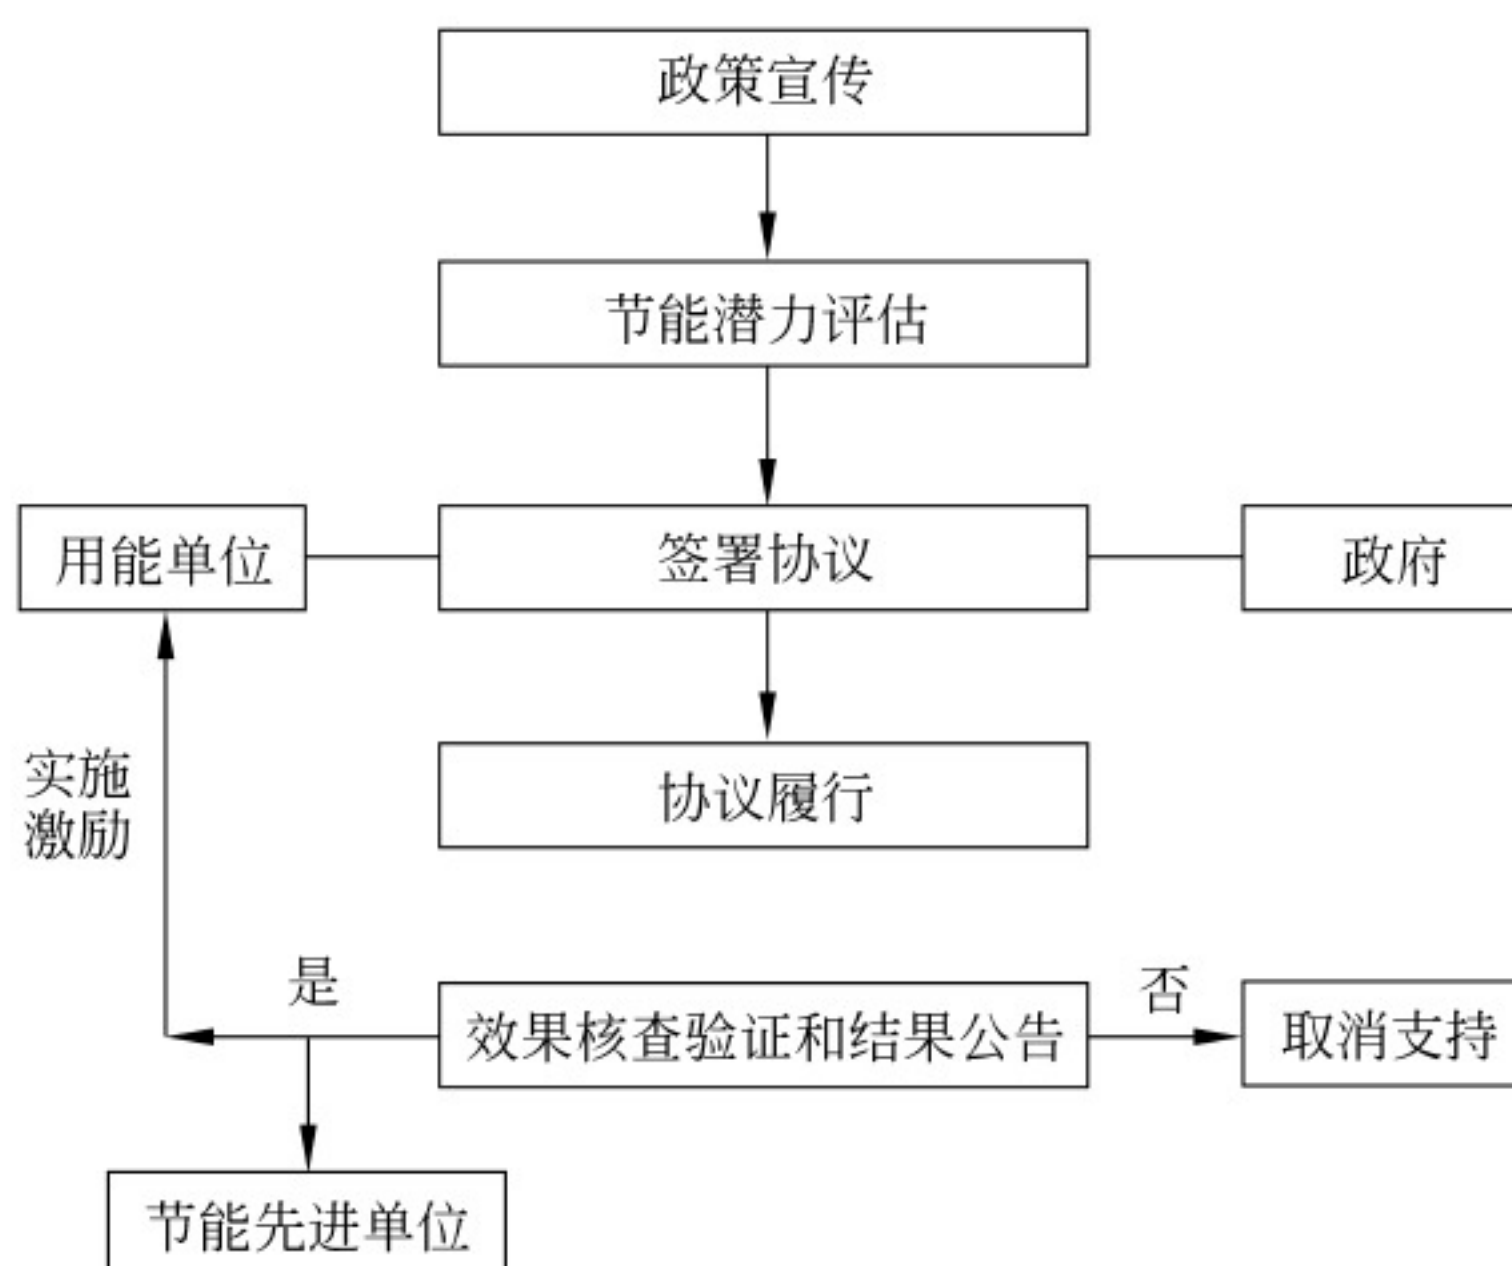 政策宣传
节能潜力评估
用能单位
签署协议
政府
实施
激励
协议履行
是
效果核查验证和结果公告
否
取消支持
节能先进单位